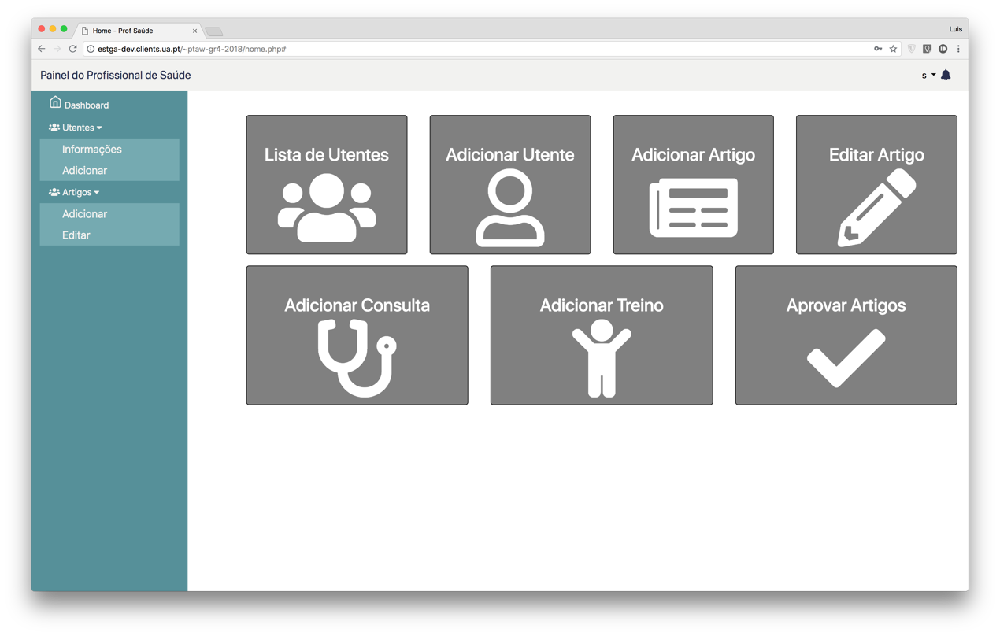 Home - Prof Saúde
Luis
estga-dev.clients.ua.pt/~ptaw-gr4-2018/home.php#
Painel do Profissional de Saúde
s
Dashboard
Utentes
Informações
Adicionar
Artigos
Adicionar
Editar
Lista de Utentes
Adicionar Utente
Adicionar Artigo
Editar Artigo
Adicionar Consulta
Adicionar Treino
Aprovar Artigos